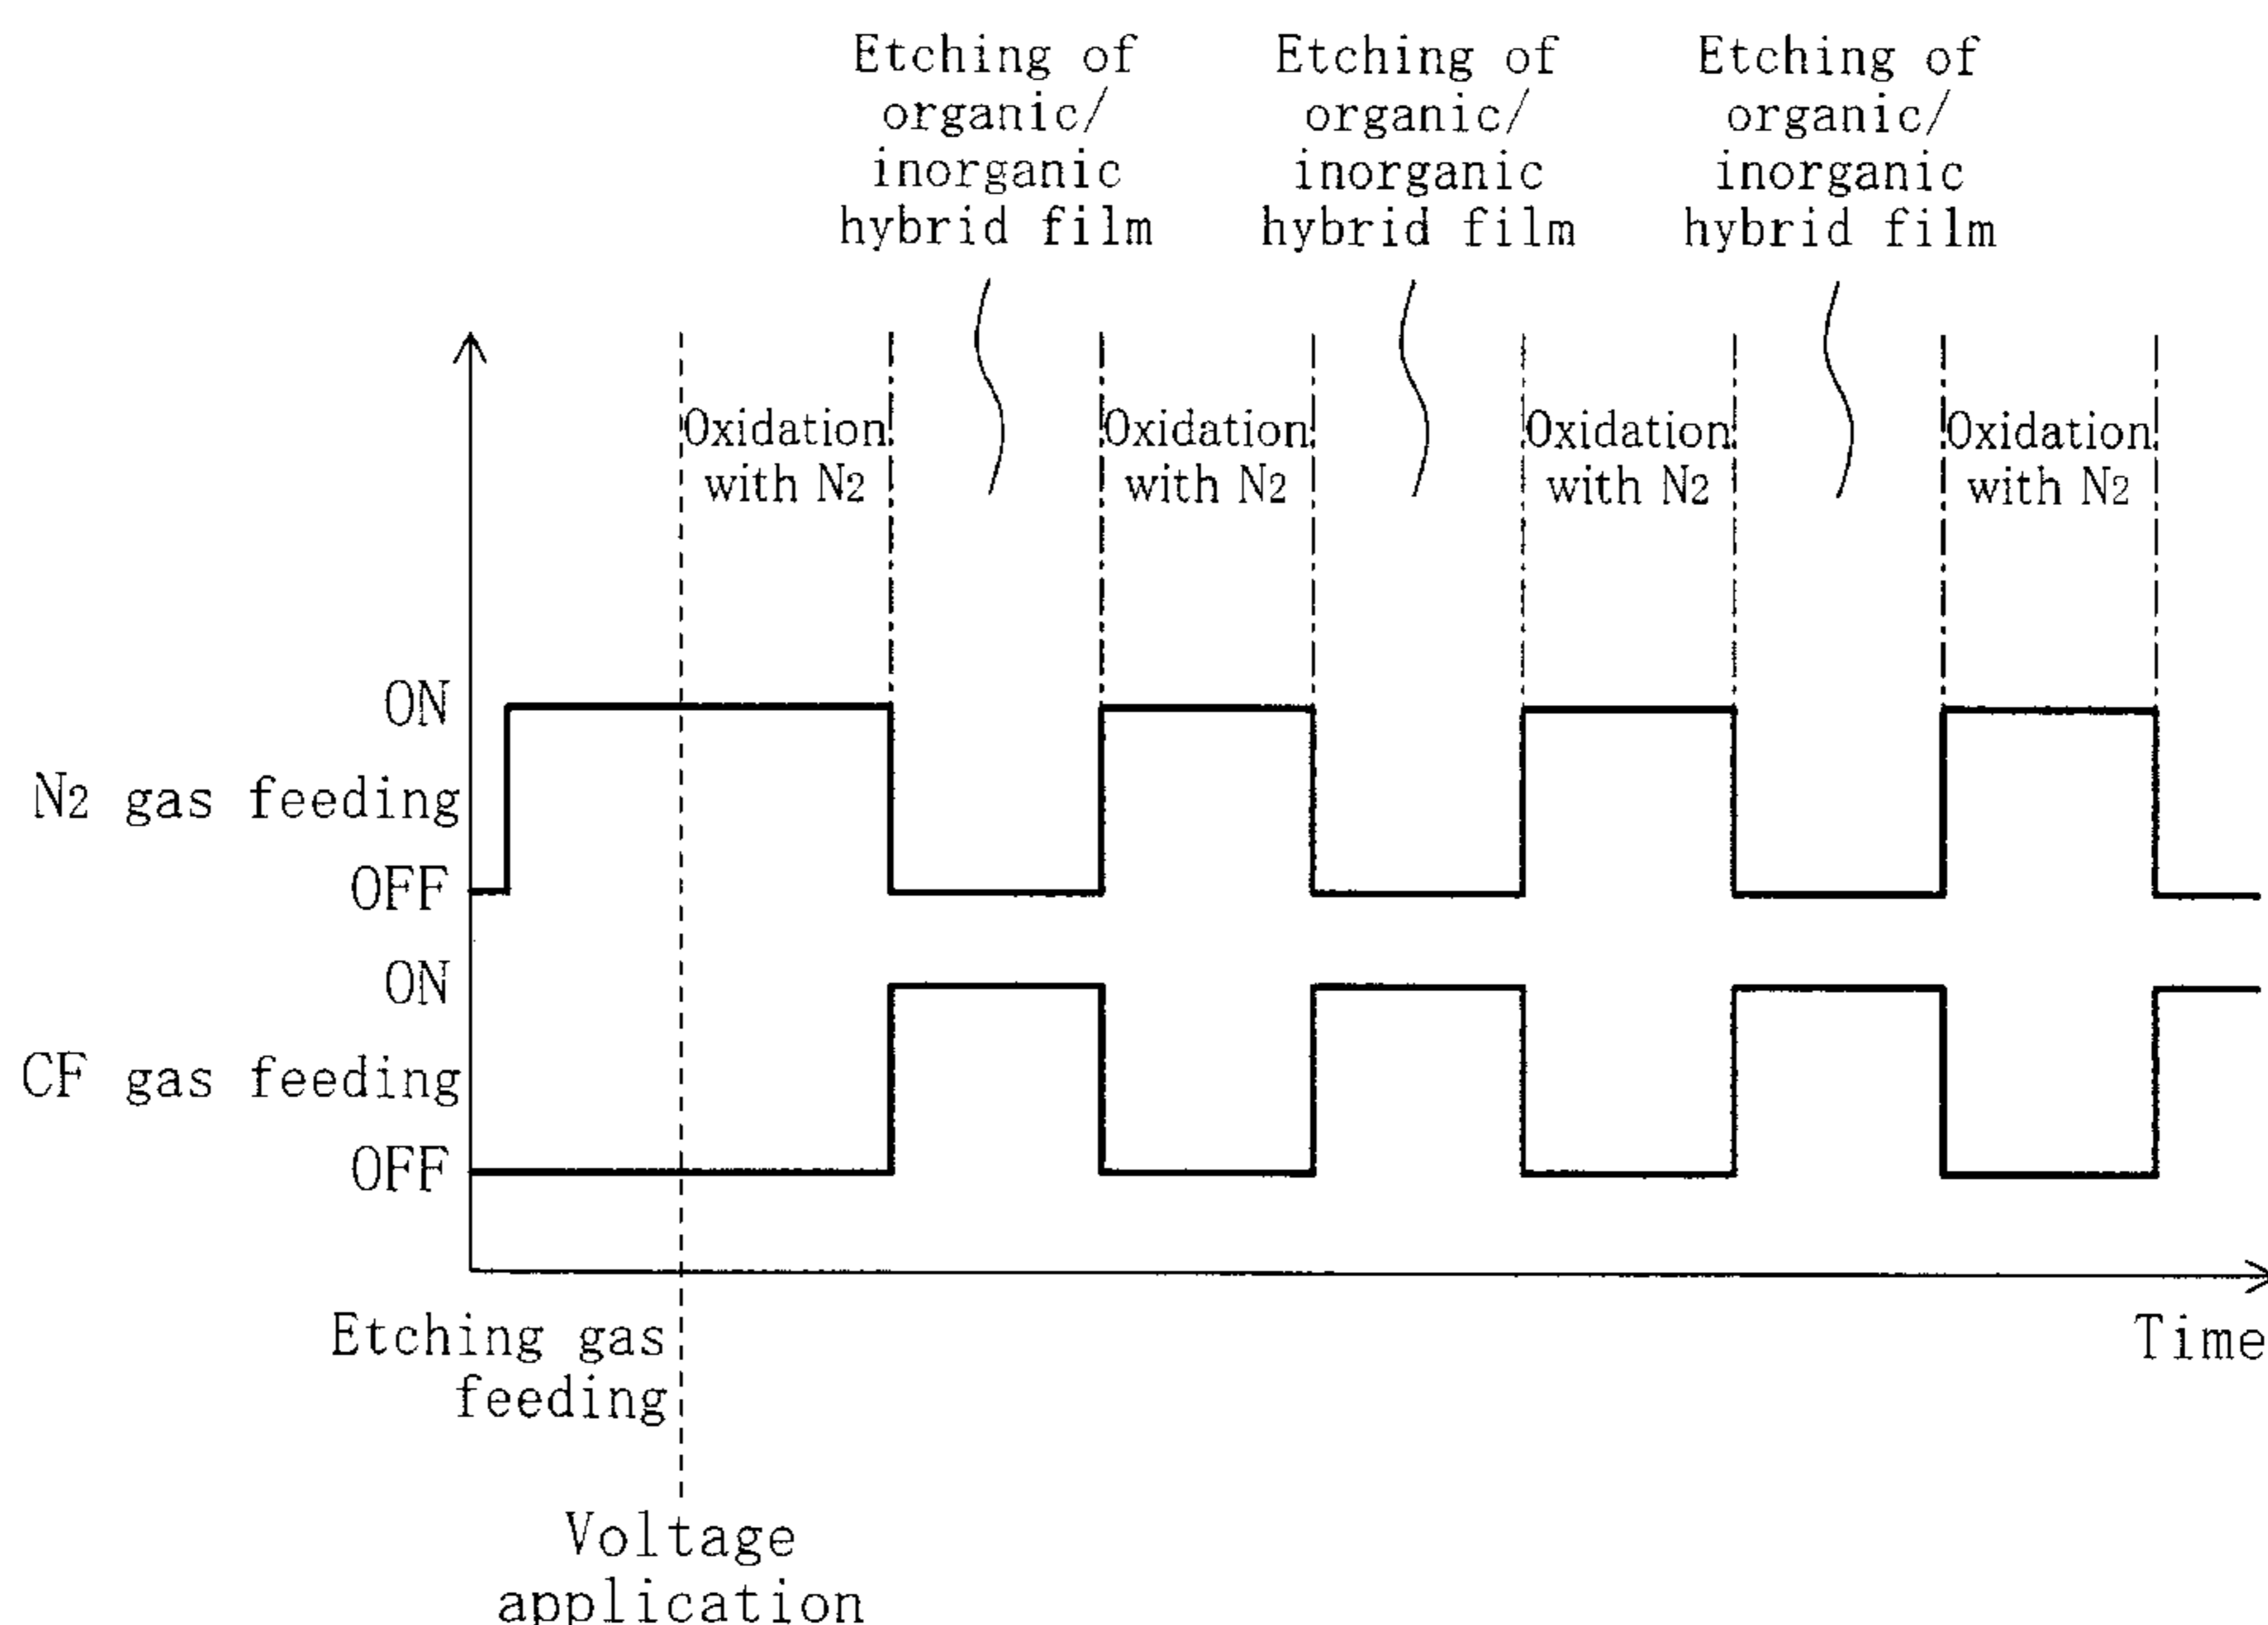 Etching of
organic/
inorganic
hybrid film
Etching of
organic/
inorganic
hybrid film
Etching of
organic/
inorganic
hybrid film
Oxidation
with N2
Oxidation
with N2
Oxidation
with N2
Oxidation
with N2
ON
N2 gas feeding
OFF
ON
CF gas feeding
OFF
Etching gas
feeding
Time
Voltage
application